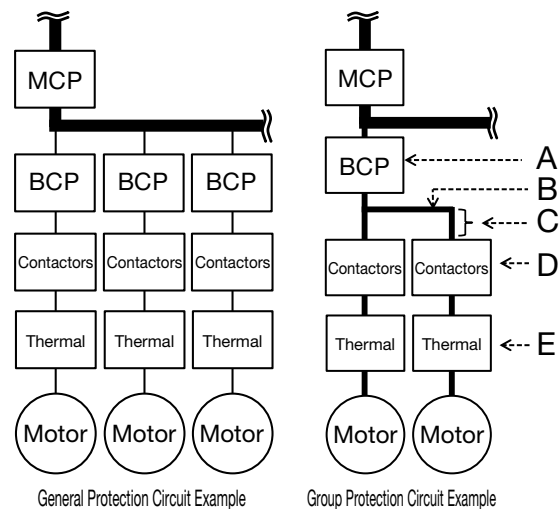 MCP
BCP BCP BCP
Contactors Contactors Contactors
Thermal Thermal Thermal
Motor Motor Motor
General Protection Circuit Example
MCP
BCP
A
B
C
Contactors Contactors
D
Thermal Thermal
E
Motor Motor
Group Protection Circuit Example